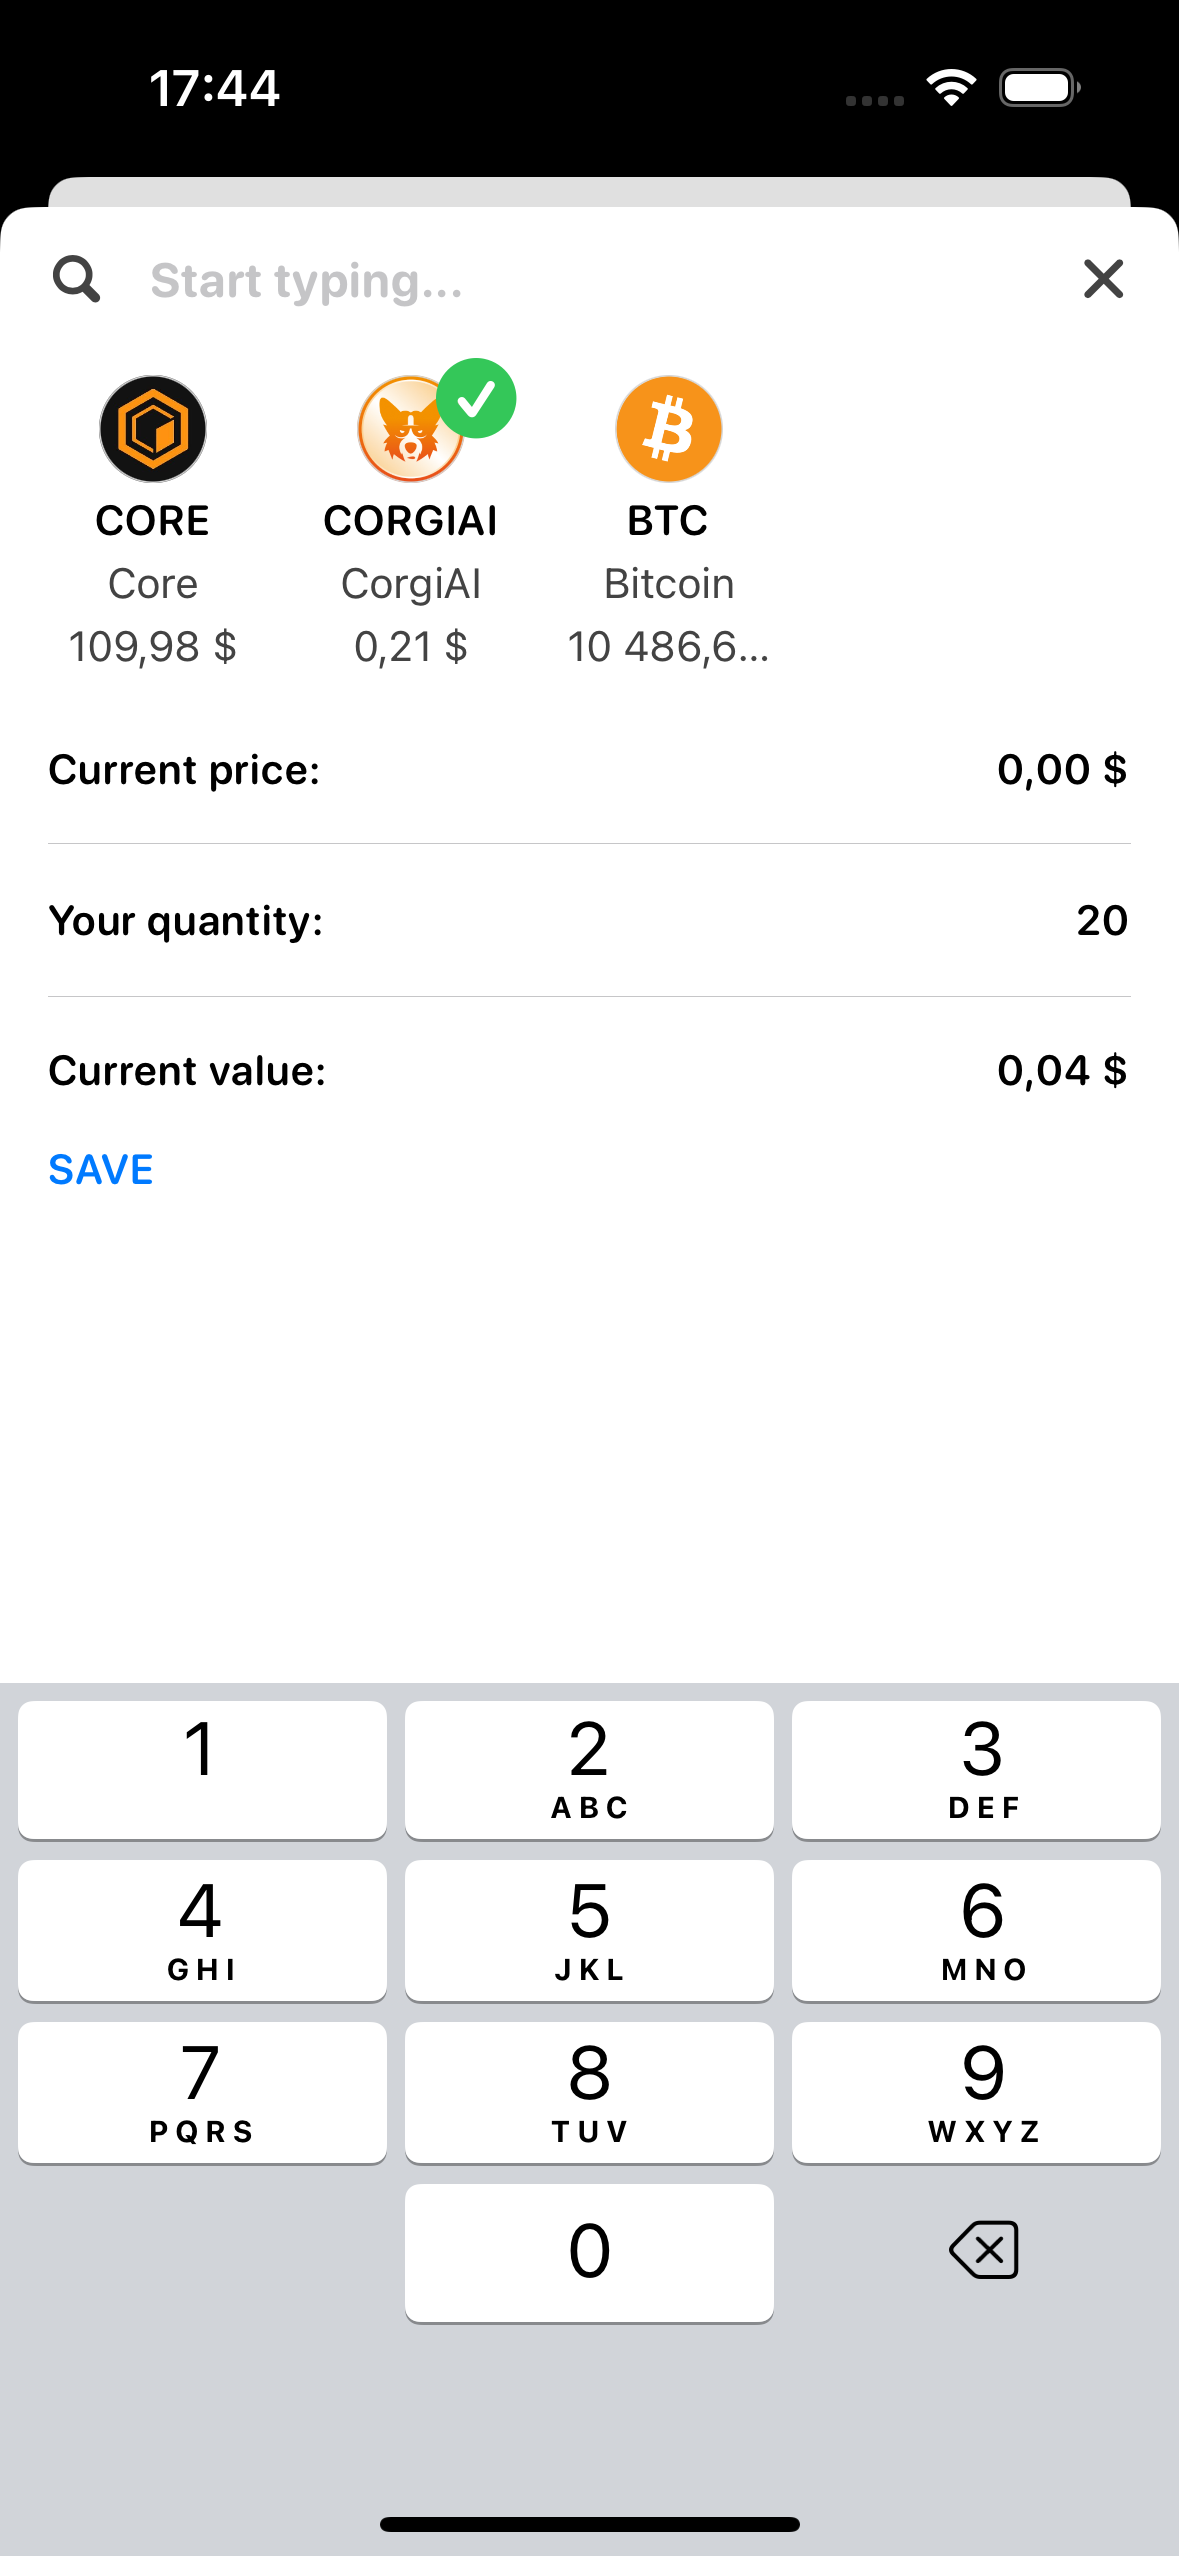 17:44
Start typing...
CORE CORGIAI BTC
Core CorgiAI Bitcoin
109,98 $ 0,21 $ 10 486,6...
Current price: 0,00 $
Your quantity: 20
Current value: 0,04 $
SAVE
1 2 3
ABC DEF
4 5 6
GHI JKL MNO
7 8 9
PQRS TUV WXYZ
0